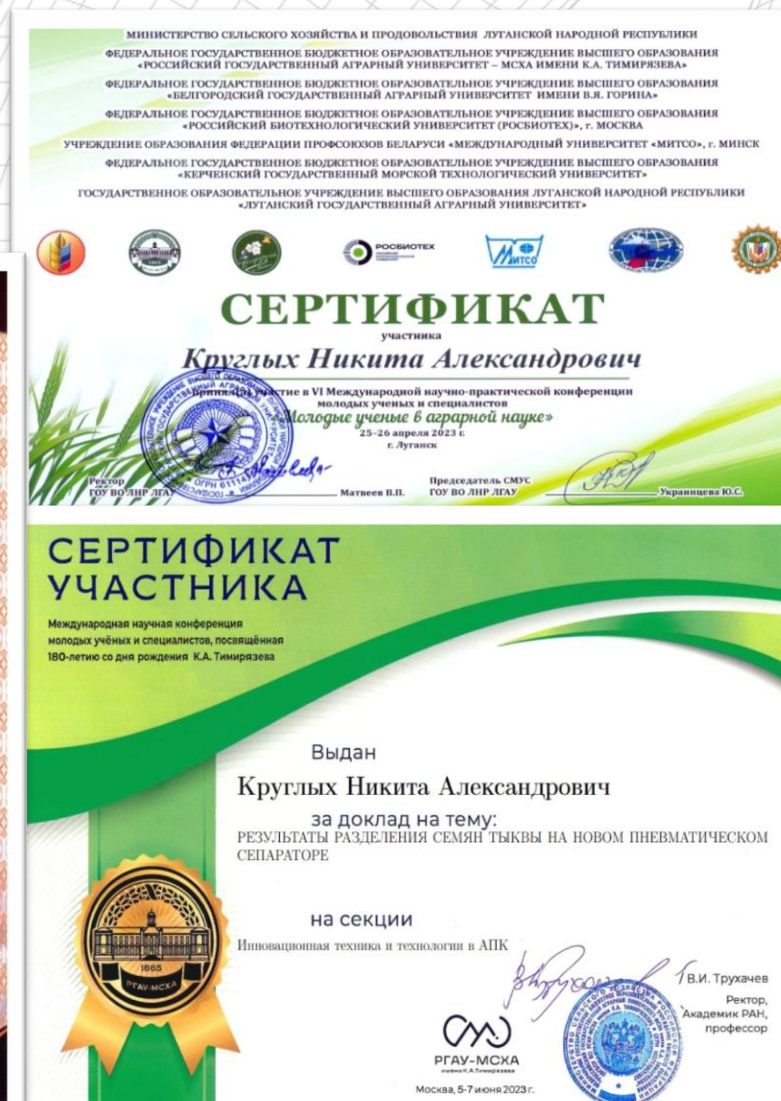 МИНИСТЕРСТВО СЕЛЬСКОГО ХОЗЯЙСТВА И ПРОДОВОЛЬСТВИЯ ЛУГАНСКОЙ НАРОДНОЙ РЕСПУБЛИКИ
ФЕДЕРАЛЬНОЕ ГОСУДАРСТВЕННОЕ БЮДЖЕТНОЕ ОБРАЗОВАТЕЛЬНОЕ УЧРЕЖДЕНИЕ ВЫСШЕГО ОБРАЗОВАНИЯ
«РОССИЙСКИЙ ГОСУДАРСТВЕННЫЙ АГРАРНЫЙ УНИВЕРСИТЕТ – МСХА ИМЕНИ К.А. ТИМИРЯЗЕВА»
ФЕДЕРАЛЬНОЕ ГОСУДАРСТВЕННОЕ БЮДЖЕТНОЕ ОБРАЗОВАТЕЛЬНОЕ УЧРЕЖДЕНИЕ ВЫСШЕГО ОБРАЗОВАНИЯ
«БЕЛГОРОДСКИЙ ГОСУДАРСТВЕННЫЙ АГРАРНЫЙ УНИВЕРСИТЕТ ИМЕНИ В.Я. ГОРИНА»
ФЕДЕРАЛЬНОЕ ГОСУДАРСТВЕННОЕ БЮДЖЕТНОЕ ОБРАЗОВАТЕЛЬНОЕ УЧРЕЖДЕНИЕ ВЫСШЕГО ОБРАЗОВАНИЯ
«РОССИЙСКИЙ БИОТЕХНОЛОГИЧЕСКИЙ УНИВЕРСИТЕТ (РОСБИОТЕХ)», г. МОСКВА
УЧРЕЖДЕНИЕ ОБРАЗОВАНИЯ ФЕДЕРАЦИИ ПРОФСОЮЗОВ БЕЛАРУСИ «МЕЖДУНАРОДНЫЙ УНИВЕРСИТЕТ «МИТСО», г. МИНСК
ФЕДЕРАЛЬНОЕ ГОСУДАРСТВЕННОЕ БЮДЖЕТНОЕ ОБРАЗОВАТЕЛЬНОЕ УЧРЕЖДЕНИЕ ВЫСШЕГО ОБРАЗОВАНИЯ
«КЕРЧЕНСКИЙ ГОСУДАРСТВЕННЫЙ МОРСКОЙ ТЕХНОЛОГИЧЕСКИЙ УНИВЕРСИТЕТ»
ГОСУДАРСТВЕННОЕ ОБРАЗОВАТЕЛЬНОЕ УЧРЕЖДЕНИЕ ВЫСШЕГО ОБРАЗОВАНИЯ ЛУГАНСКОЙ НАРОДНОЙ РЕСПУБЛИКИ
«ЛУГАНСКИЙ ГОСУДАРСТВЕННЫЙ АГРАРНЫЙ УНИВЕРСИТЕТ»
РОСБИОТЕХ
МИТСО
СЕРТИФИКАТ
участника
Круглых Никита Александрович
участие в VI Международной научно-практической конференции
молодых ученых и специалистов
Молодые ученые в аграрной науке»
25–26 апреля 2023 г.
г. Луганск
Ректор
ГОУ ВО ЛНР ЛГАУ
Матвеев В.П.
Председатель СМУС
ГОУ ВО ЛНР ЛГАУ
Украинцева Ю.С.
СЕРТИФИКАТ
УЧАСТНИКА
Международная научная конференция
молодых учёных и специалистов, посвящённая
180-летию со дня рождения К.А. Тимирязева
Выдан
Круглых Никита Александрович
за доклад на тему:
РЕЗУЛЬТАТЫ РАЗДЕЛЕНИЯ СЕМЯН ТЫКВЫ НА НОВОМ ПНЕВМАТИЧЕСКОМ
СЕПАРАТОРЕ
на секции
Инновационная техника и технологии в АПК
1865
РГАУ-МСХА
В.И. Трухачев
Ректор,
Академик РАН,
профессор
РГАУ-МСХА
имени К.А.Тимирязева
Москва, 5-7 июня 2023 г.